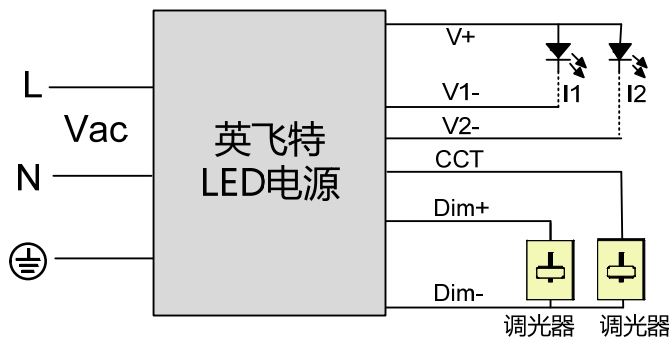 L
Vac
N
英飞特
LED电源
V+
V1-
I1
I2
V2-
CCT
Dim+
Dim-
调光器
调光器